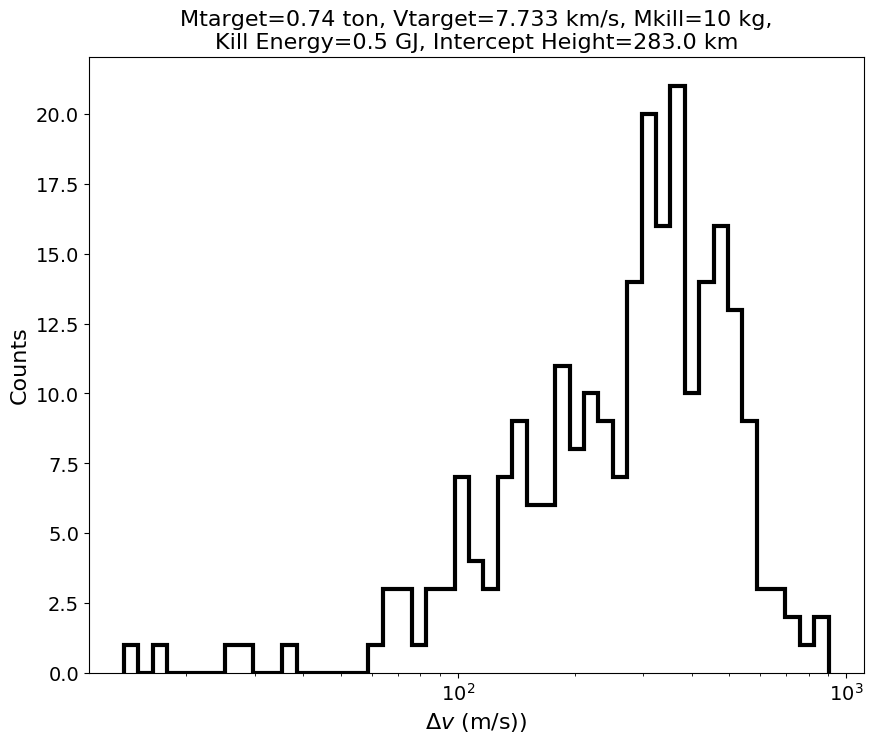 Mtarget=0.74 ton, Vtarget=7.733 km/s, Mkill=10 kg,
Kill Energy=0.5 GJ, Intercept Height=283.0 km
20.0
17.5
15.0
12.5
10.0
7.5
5.0
2.5
0.0
Counts
10² 10³
Δv (m/s))